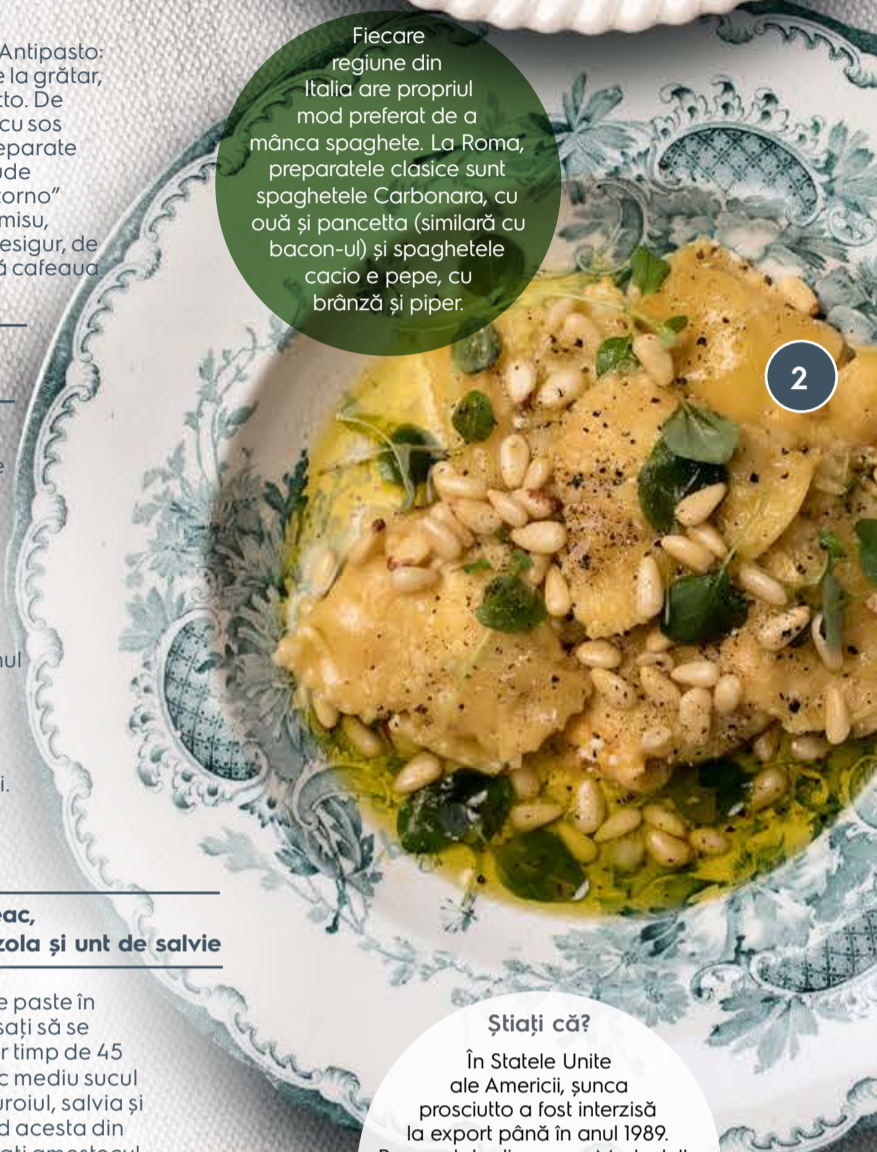 Antipasto:
la grătar,
tto. De
cu sos
eparate
ude
torno”
misu,
esigur, de
ă cafeaua
Fiecare
regiune din
Italia are propriul
mod preferat de a
mânca spaghete. La Roma,
preparatele clasice sunt
spaghetele Carbonara, cu
ouă și pancetta (similară cu
bacon-ul) și spaghetele
cacio e pepe, cu
brânză și piper.
2
nul
i.
eac,
zola și unt de salvie
e paste în
sați să se
r timp de 45
c mediu sucul
uroiul, salvia și
d acesta din
Știați că?
În Statele Unite
ale Americii, șunca
prosciutto a fost interzisă
la export până în anul 1989.